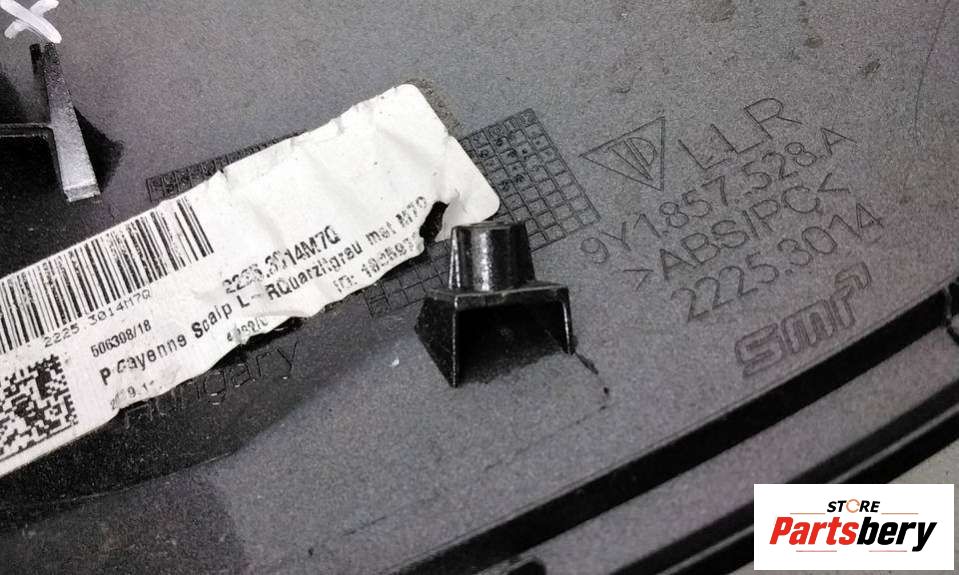 LLR
9Y1.857.528.A
>ABS/PC<
2225.3014
smr
2225.3014M7Q
2225.3014M7Q
506308/18
P-Cayenne Scalp L - RQuarzitgrau met M7Q
Hungary
STORE
Partsbery